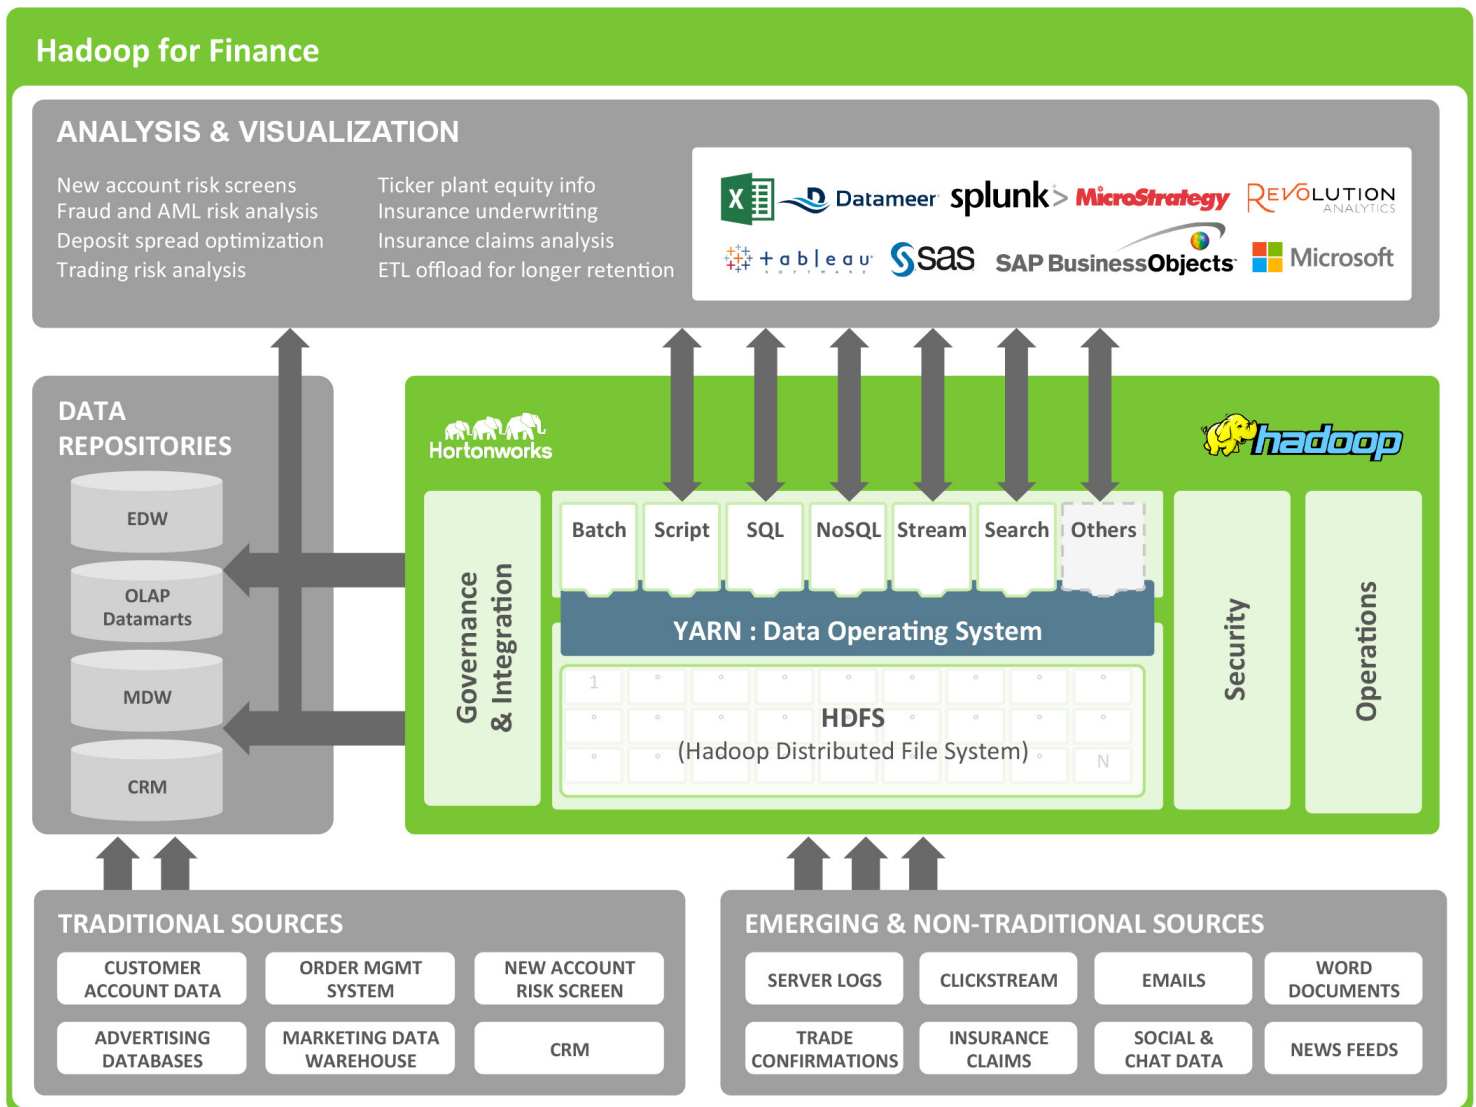 Hadoop for Finance
ANALYSIS & VISUALIZATION
New account risk screens
Fraud and AML risk analysis
Deposit spread optimization
Trading risk analysis
Ticker plant equity info
Insurance underwriting
Insurance claims analysis
ETL offload for longer retention
X Datameer splunk> MicroStrategy REVOLUTION
ANALYTICS
+ableau
SOFTWARE
sas SAP BusinessObjects Microsoft
DATA
REPOSITORIES
EDW
OLAP
Datamarts
MDW
CRM
Hortonworks
hadoop
Governance
& Integration
Batch
Script
SQL
NoSQL
Stream
Search
Others
YARN : Data Operating System
1
HDFS
(Hadoop Distributed File System)
N
Security
Operations
TRADITIONAL SOURCES
CUSTOMER
ACCOUNT DATA
ORDER MGMT
SYSTEM
NEW ACCOUNT
RISK SCREEN
ADVERTISING
DATABASES
MARKETING DATA
WAREHOUSE
CRM
EMERGING & NON-TRADITIONAL SOURCES
SERVER LOGS
CLICKSTREAM
EMAILS
WORD
DOCUMENTS
TRADE
CONFIRMATIONS
INSURANCE
CLAIMS
SOCIAL &
CHAT DATA
NEWS FEEDS